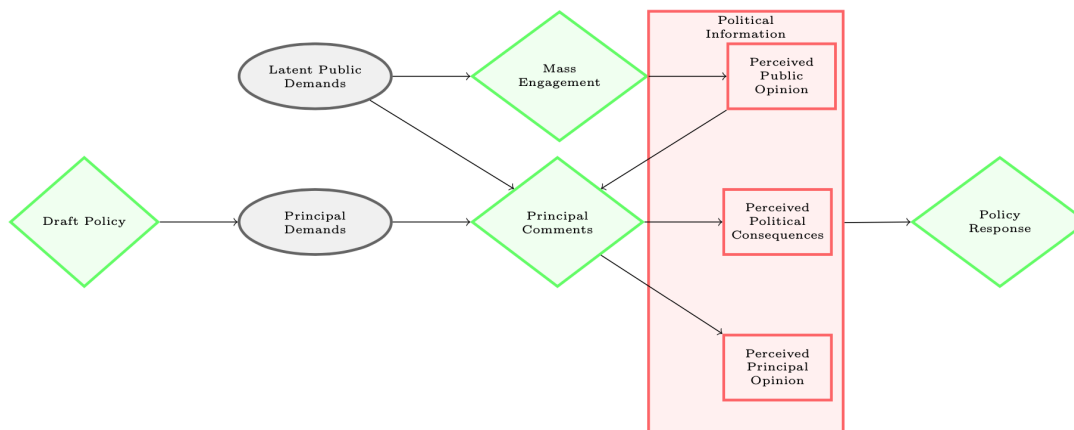 Political
Information
Latent Public
Demands
Mass
Engagement
Perceived
Public
Opinion
Draft Policy
Principal
Demands
Principal
Comments
Perceived
Political
Consequences
Policy
Response
Perceived
Principal
Opinion